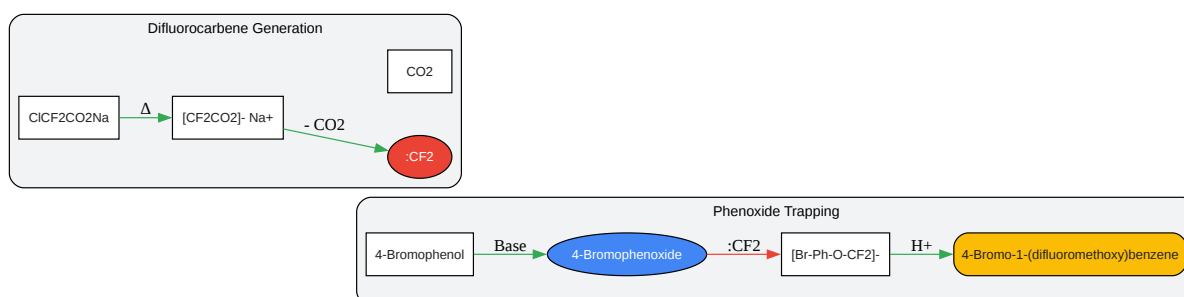 Difluorocarbene Generation
CO2
ClCF2CO2Na
Δ
[CF2CO2]- Na+
- CO2
:CF2
Phenoxide Trapping
4-Bromophenol
Base
4-Bromophenoxide
:CF2
[Br-Ph-O-CF2]-
H+
4-Bromo-1-(difluoromethoxy)benzene